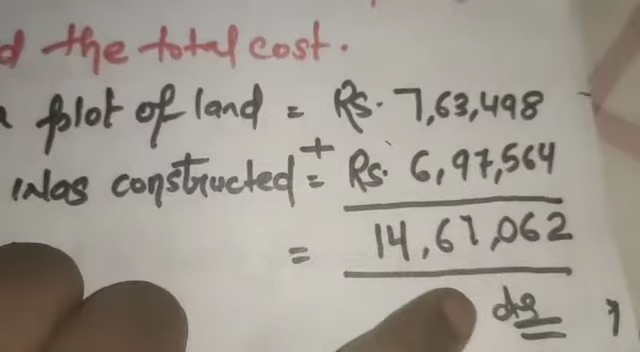 the total cost.
plot of land = Rs. 7,63,498
Was constructed = + Rs. 6,97,564
= 14,61,062